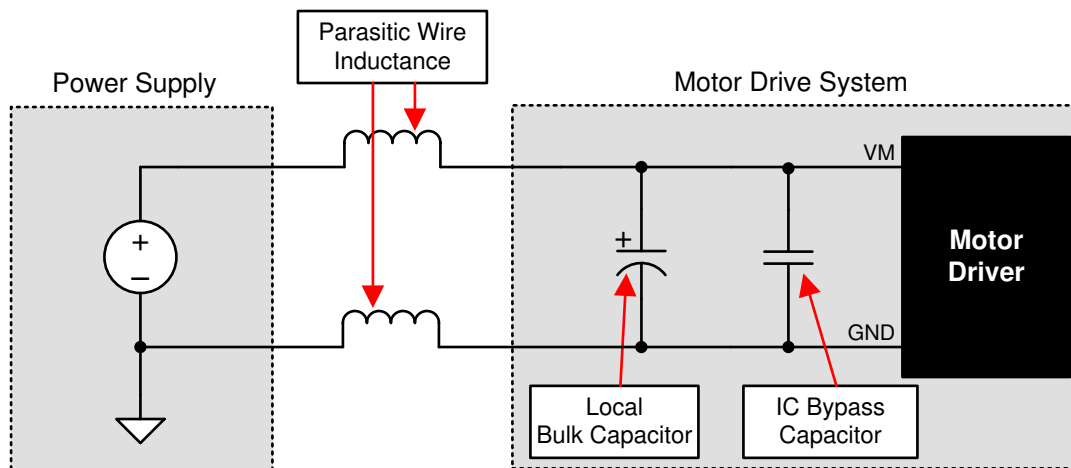 Parasitic Wire
Inductance
Power Supply
Motor Drive System
VM
+
–
+
Motor
Driver
GND
Local
Bulk Capacitor
IC Bypass
Capacitor